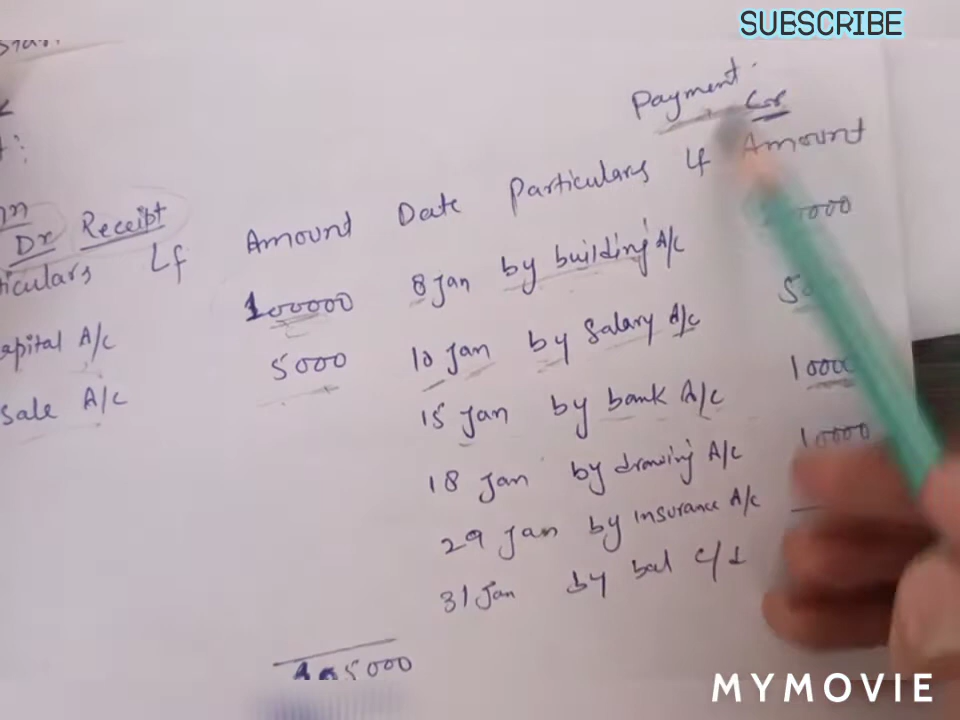 SUBSCRIBE
Payment.
Cr
Dr Receipt
Lf Amount Date Particulars Lf Amount
100000 8 Jan by building A/c
A/c 5000 10 Jan by Salary A/c
Sale A/c 15 Jan by bank A/c
18 Jan by drawing A/c 10000
29 Jan by insurance A/c
31 Jan by bal c/d
105000
MYMOVIE